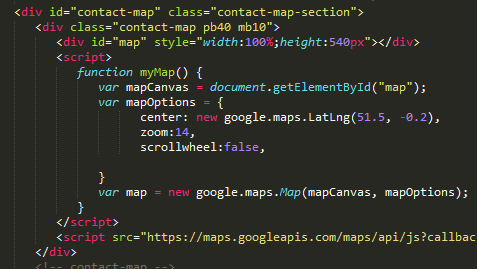 <div id="contact-map" class="contact-map-section">
<div class="contact-map pb40 mb10">
<div id="map" style="width:100%;height:540px"></div>
<script>
function myMap() {
var mapCanvas = document.getElementById("map");
var mapOptions = {
center: new google.maps.LatLng(51.5, -0.2),
zoom:14,
scrollwheel:false,
}
var map = new google.maps.Map(mapCanvas, mapOptions);
}
</script>
<script src="https://maps.googleapis.com/maps/api/js?callbac
</div>
<!-- contact-map -->